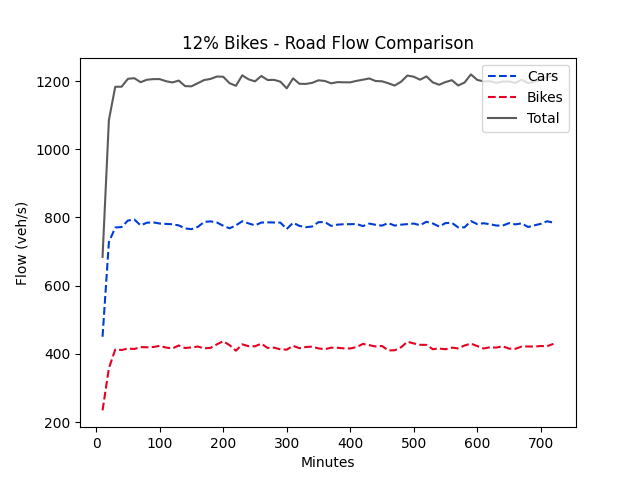 12% Bikes - Road Flow Comparison
Flow (veh/s)
1200
1000
800
600
400
200
0 100 200 300 400 500 600 700
Minutes
Cars
Bikes
Total